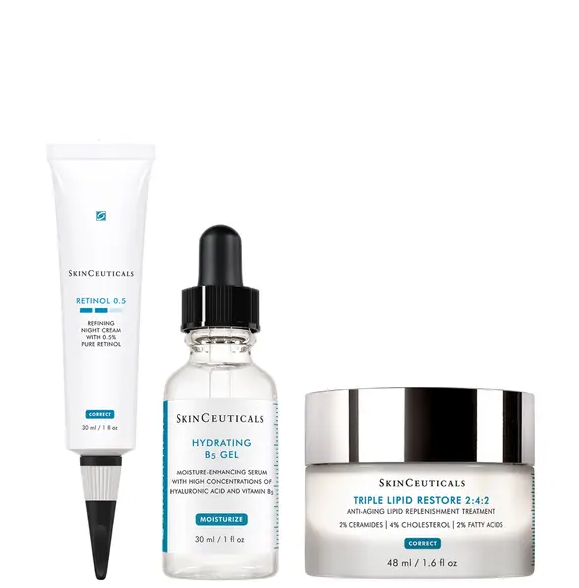 SKINCEUTICALS
RETINOL 0.5
REFINING
NIGHT CREAM
WITH 0.5%
PURE RETINOL
CORRECT
30 ml / 1 fl oz
SKINCEUTICALS
HYDRATING
B5 GEL
MOISTURE-ENHANCING SERUM
WITH HIGH CONCENTRATIONS OF
HYALURONIC ACID AND VITAMIN B5
MOISTURIZE
30 ml / 1 fl oz
SKINCEUTICALS
TRIPLE LIPID RESTORE 2:4:2
ANTI-AGING LIPID REPLENISHMENT TREATMENT
2% CERAMIDES | 4% CHOLESTEROL | 2% FATTY ACIDS
CORRECT
48 ml / 1.6 fl oz